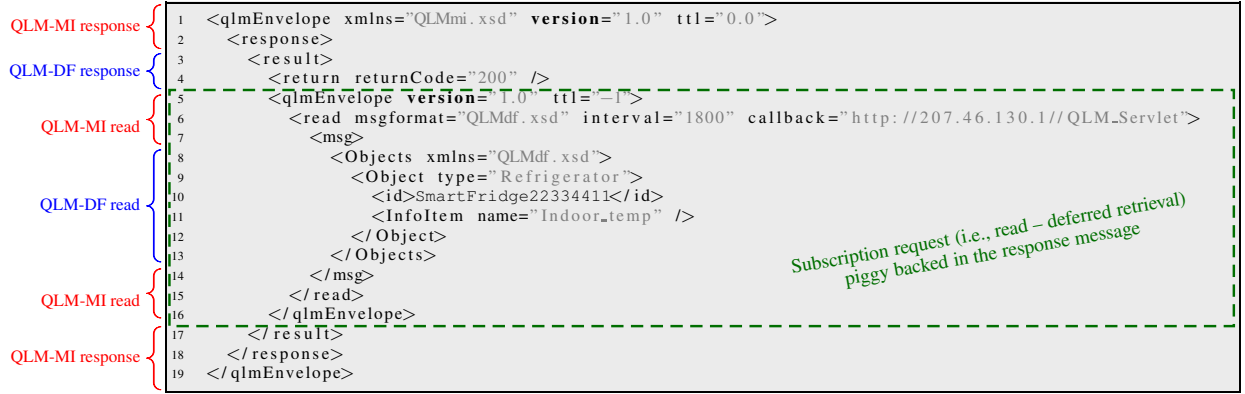 QLM-MI response
QLM-DF response
QLM-MI read
QLM-DF read
QLM-MI read
QLM-MI response
1 <qlmEnvelope xmlns="QLMmi.xsd" version="1.0" ttl="0.0">
2 <response>
3 <result>
4 <return returnCode="200" />
5 <qlmEnvelope version="1.0" ttl="−1">
6 <read msgformat="QLMdf.xsd" interval="1800" callback="http://207.46.130.1//QLM_Servlet">
7 <msg>
8 <Objects xmlns="QLMdf.xsd">
9 <Object type="Refrigerator">
10 <id>SmartFridge22334411</id>
11 <InfoItem name="Indoor_temp" />
12 </Object>
13 </Objects>
14 </msg>
15 </read>
16 </qlmEnvelope>
17 </result>
18 </response>
19 </qlmEnvelope>
Subscription request (i.e., read – deferred retrieval)
piggy backed in the response message